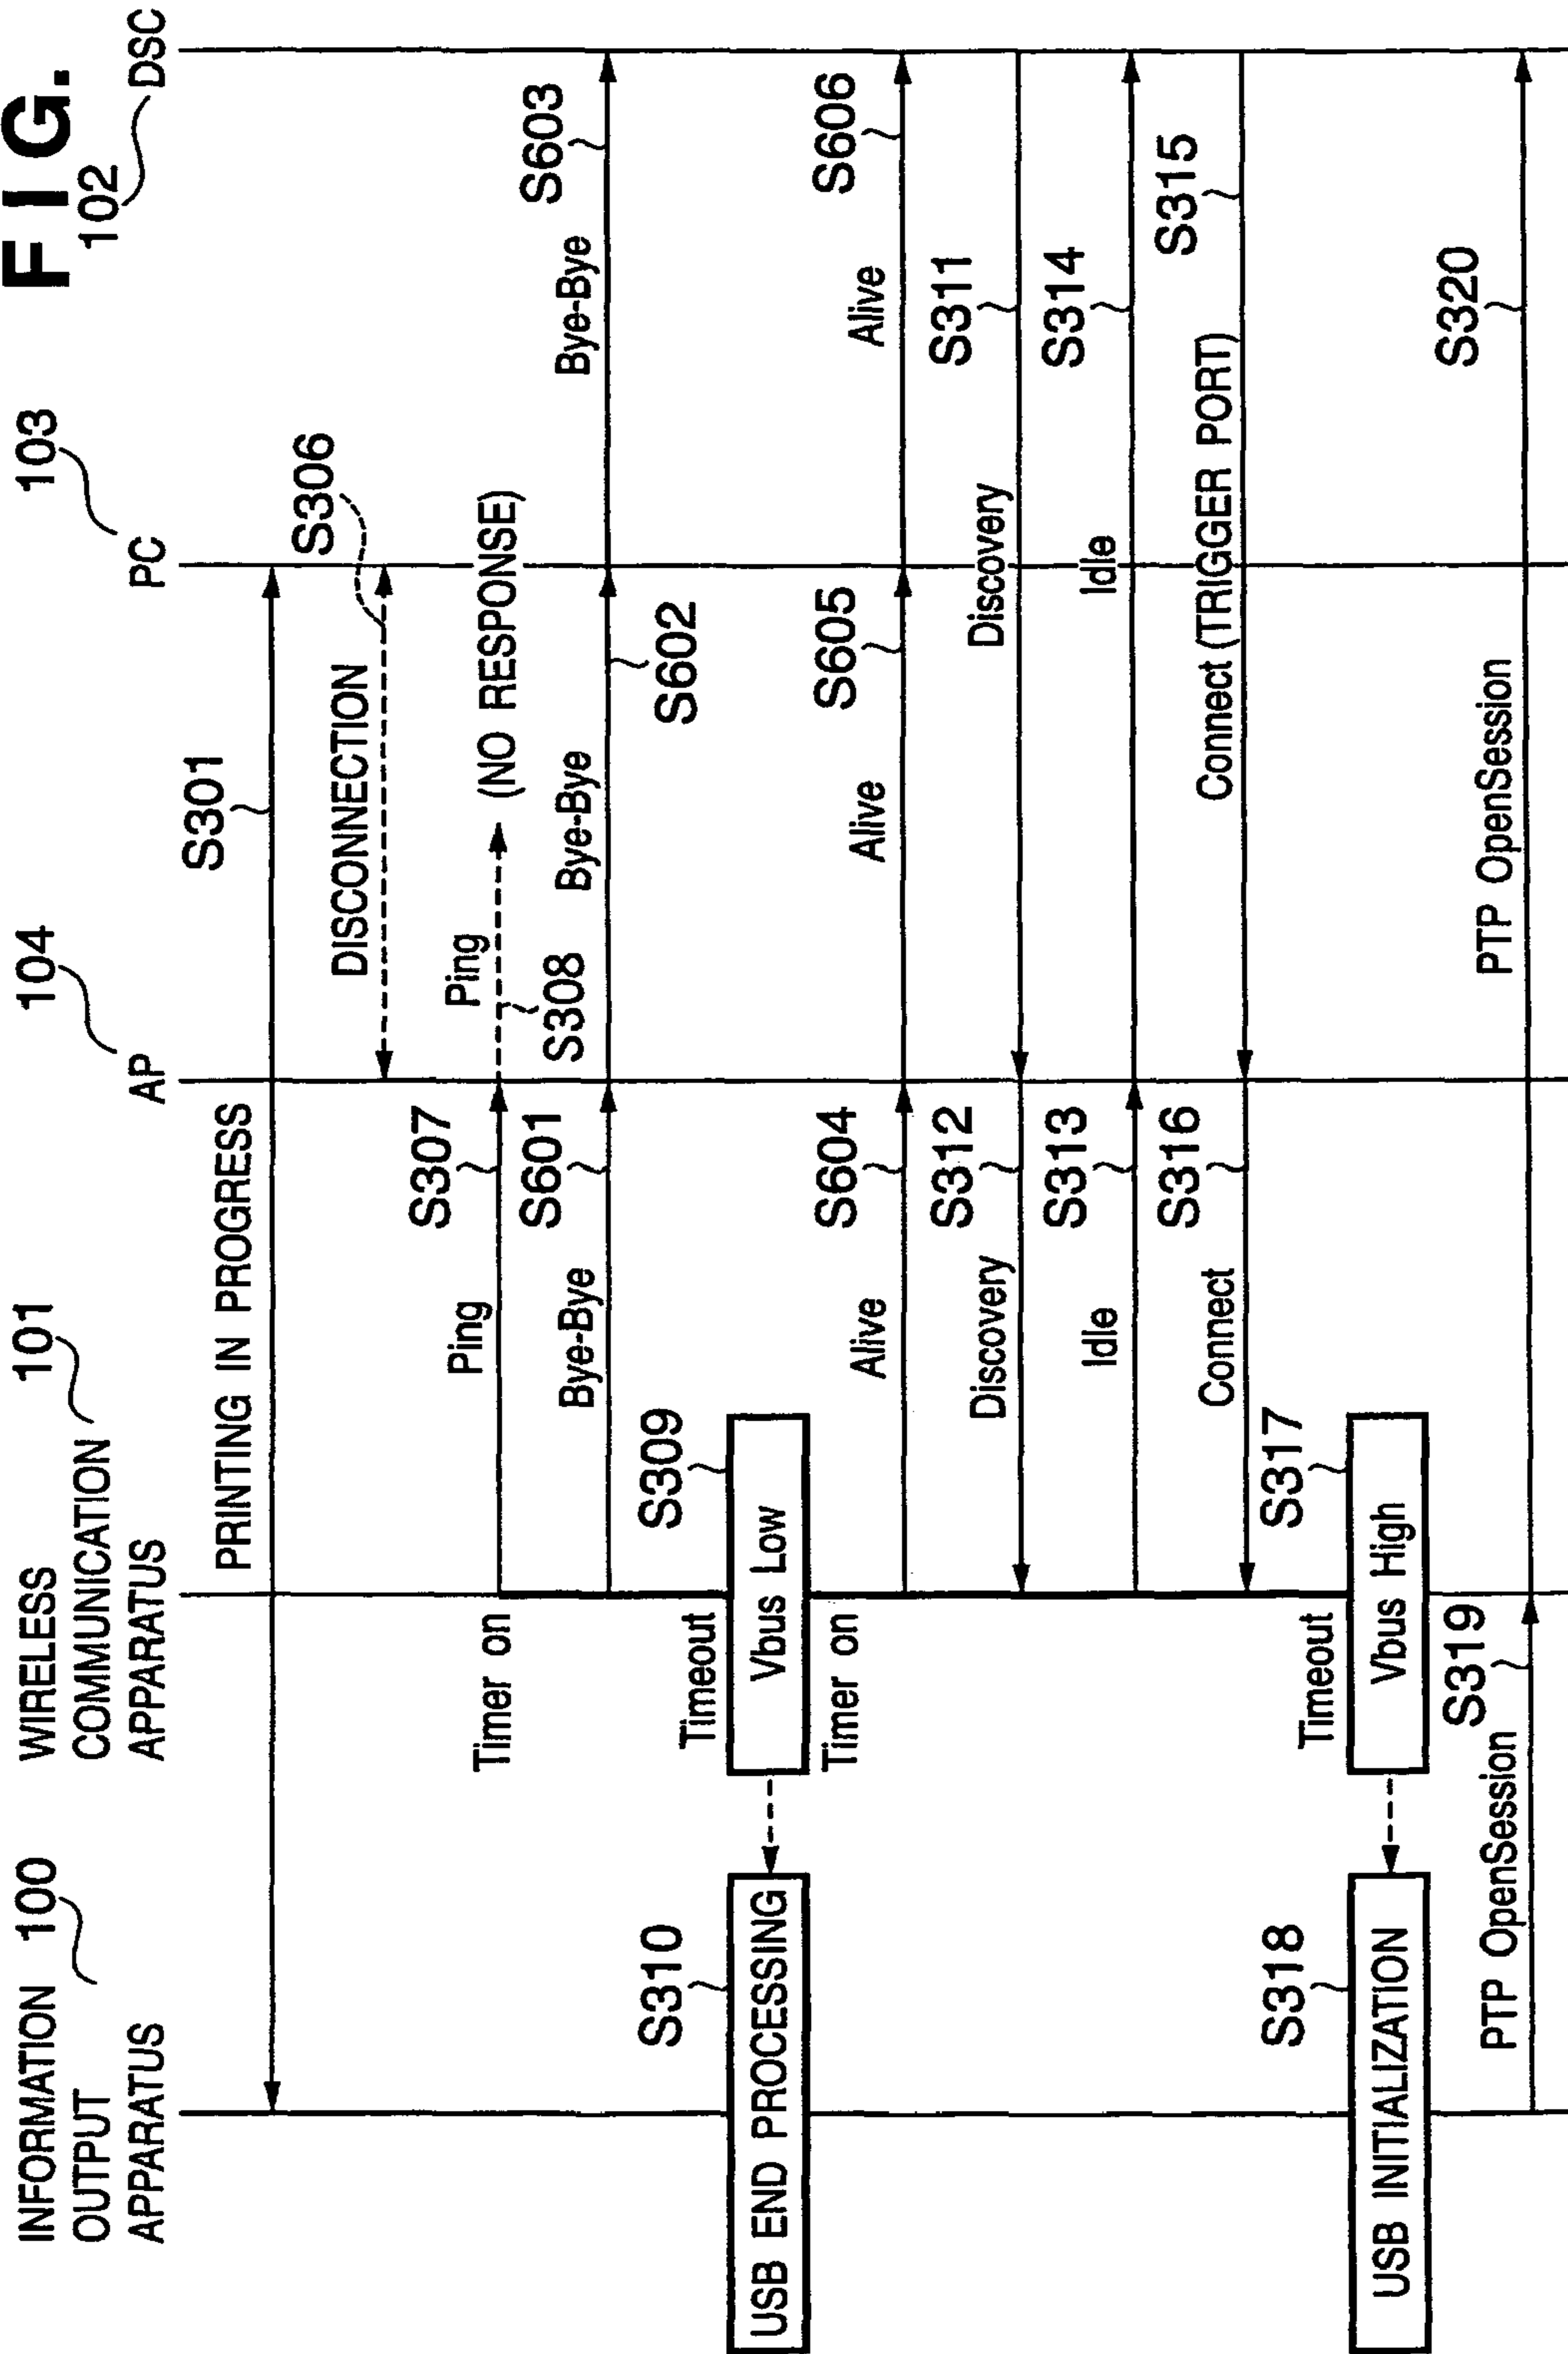 FIG.
INFORMATION
OUTPUT
APPARATUS
100
WIRELESS
COMMUNICATION
APPARATUS
101
AP
104
PC
103
DSC
102
PRINTING IN PROGRESS
S301
DISCONNECTION
S306
Timer on
Ping
S307
Ping
S308
(NO RESPONSE)
Bye-Bye
S601
Bye-Bye
S602
Bye-Bye
S603
Timeout
S309
Vbus Low
S310
USB END PROCESSING
Timer on
Alive
S604
Alive
S605
Alive
S606
Discovery
S312
Discovery
S311
Idle
S313
Idle
S314
Connect
S316
Connect (TRIGGER PORT)
S315
Timeout
S317
Vbus High
S318
USB INITIALIZATION
PTP OpenSession
S319
PTP OpenSession
S320